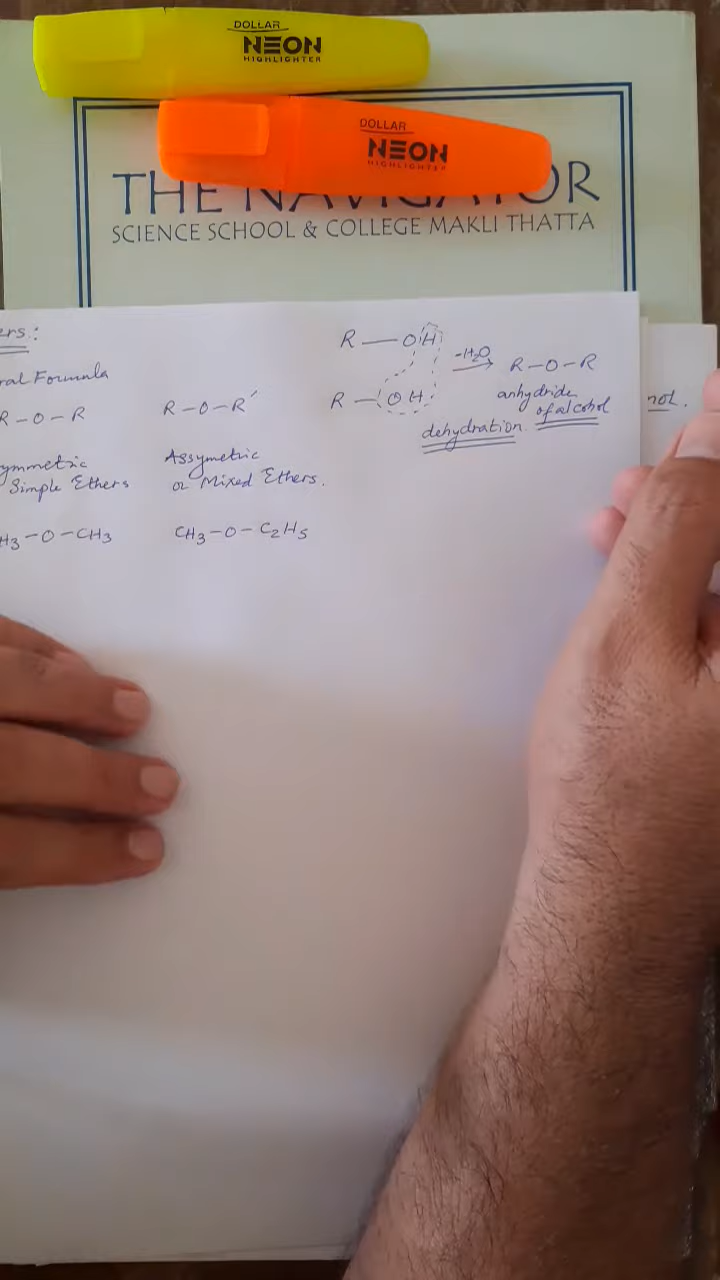 DOLLAR
NEON
HIGHLIGHTER
DOLLAR
NEON
HIGHLIGHTER
THE NAVIGATOR
SCIENCE SCHOOL & COLLEGE MAKLI THATTA
ers:
ral Formula
R-O-R
ymmetric
Simple Ethers
H3-O-CH3
R-O-R'
Assymetric
or Mixed Ethers.
CH3-O-C2H5
R — OH
R — OH
-H2O
R-O-R
anhydride
of alcohol
dehydration
nol.